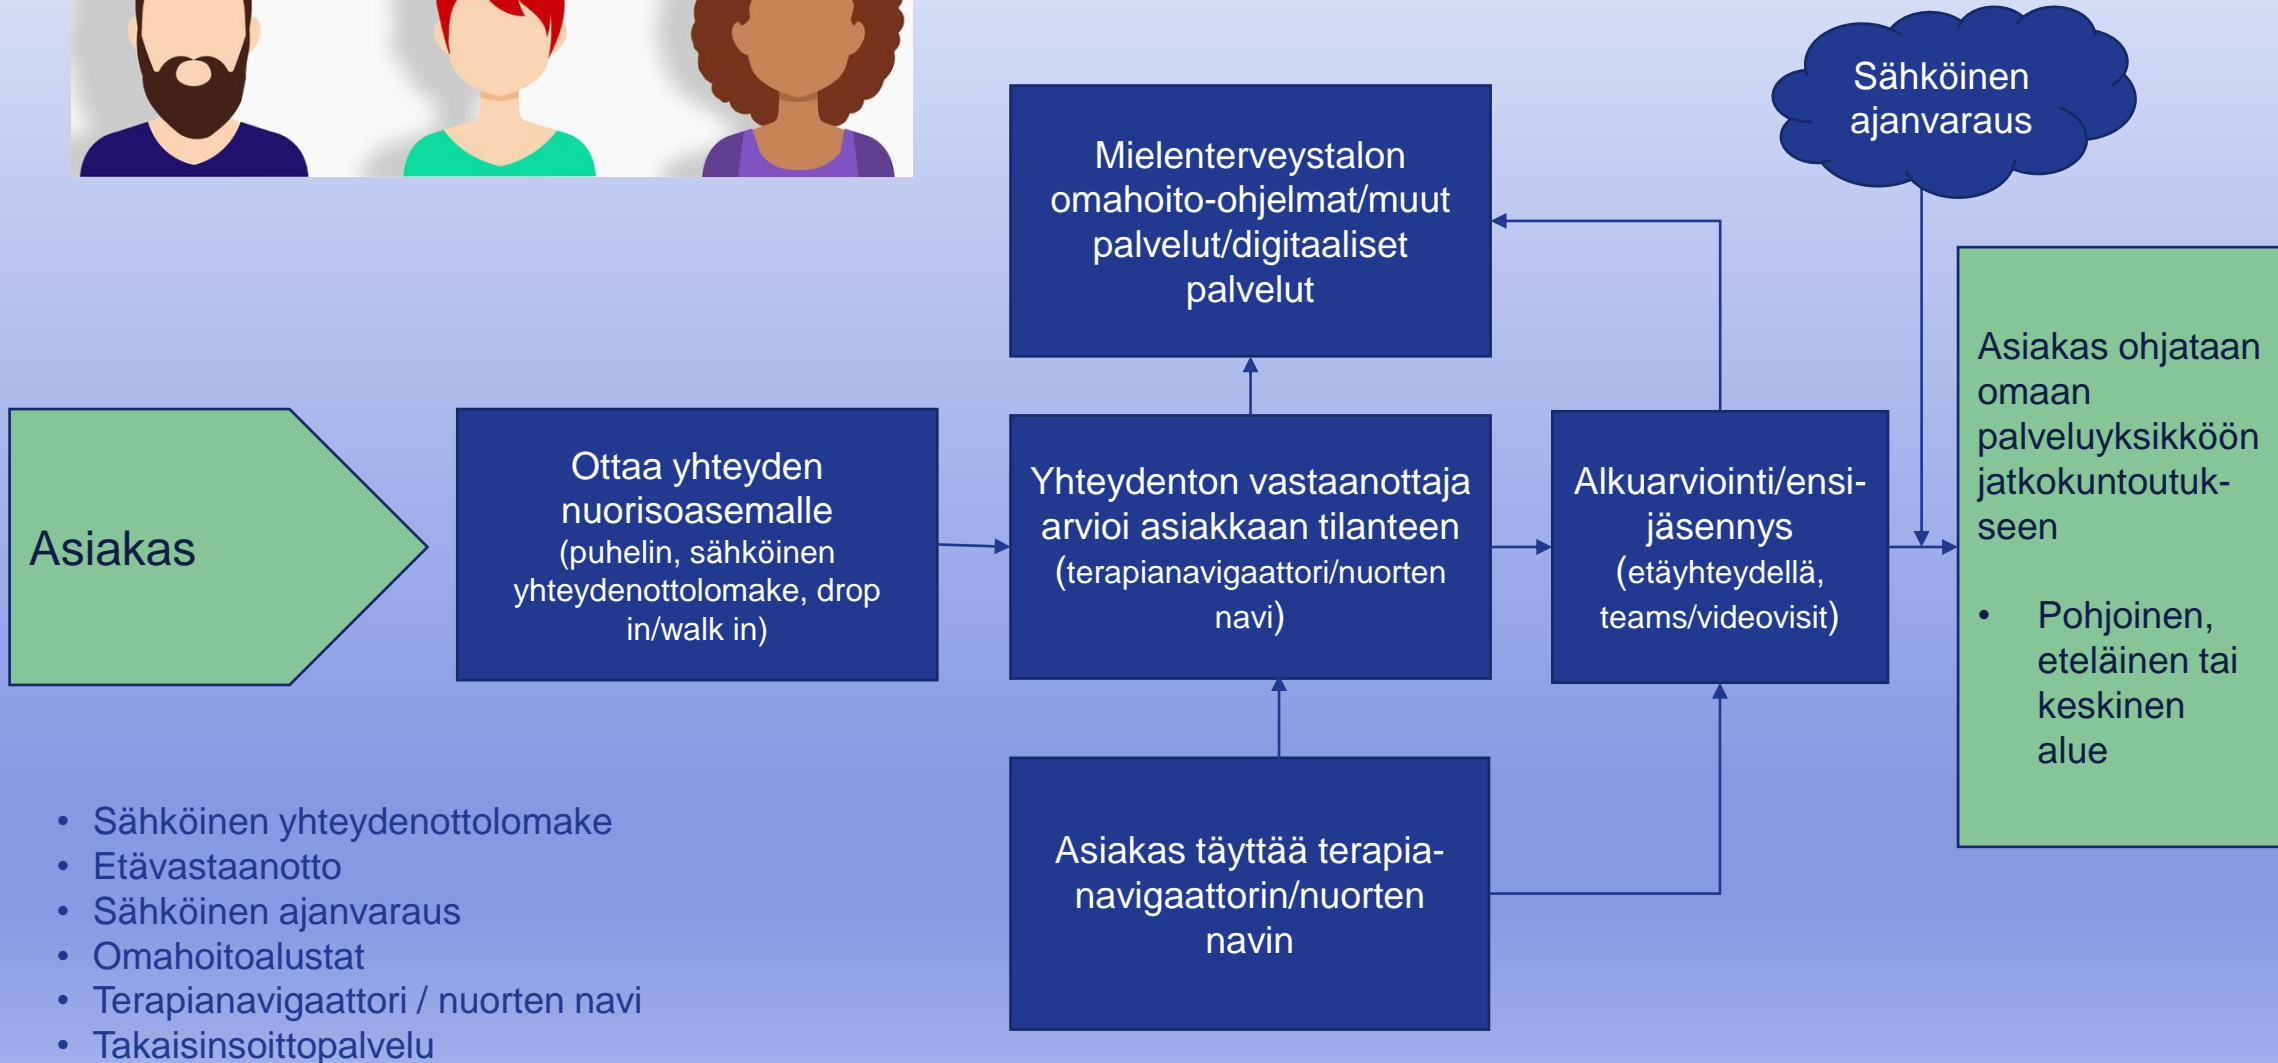 Sähköinen
ajanvaraus
Mielenterveystalon
omahoito-ohjelmat/muut
palvelut/digitaaliset
palvelut
Asiakas
Ottaa yhteyden
nuorisoasemalle
(puhelin, sähköinen
yhteydenottolomake, drop
in/walk in)
Yhteydenton vastaanottaja
arvioi asiakkaan tilanteen
(terapianavigaattori/nuorten
navi)
Alkuarviointi/ensi-
jäsennys
(etäyhteydellä,
teams/videovisit)
Asiakas ohjataan
omaan
palveluyksikköön
jatkokuntoutuk-
seen
• Pohjoinen,
eteläinen tai
keskinen
alue
Asiakas täyttää terapia-
navigaattorin/nuorten
navin
• Sähköinen yhteydenottolomake
• Etävastaanotto
• Sähköinen ajanvaraus
• Omahoitoalustat
• Terapianavigaattori / nuorten navi
• Takaisinsoittopalvelu